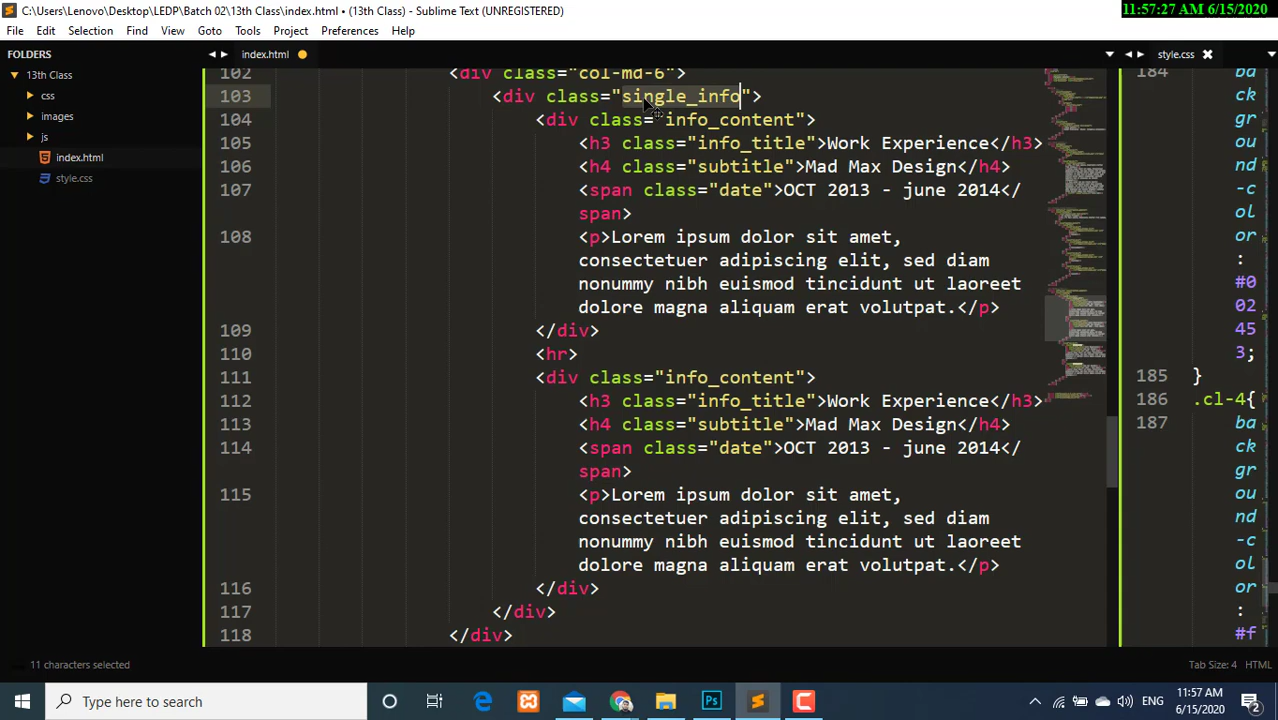 C:\Users\Lenovo\Desktop\LEDP\Batch 02\13th Class\index.html • (13th Class) - Sublime Text (UNREGISTERED)
11:57:27 AM 6/15/2020
File Edit Selection Find View Goto Tools Project Preferences Help
FOLDERS
13th Class
css
images
js
index.html
style.css
index.html
102 <div class="col-md-6">
103 <div class="single_info">
104 <div class="info_content">
105 <h3 class="info_title">Work Experience</h3>
106 <h4 class="subtitle">Mad Max Design</h4>
107 <span class="date">OCT 2013 - june 2014</
span>
108 <p>Lorem ipsum dolor sit amet,
consectetuer adipiscing elit, sed diam
nonummy nibh euismod tincidunt ut laoreet
dolore magna aliquam erat volutpat.</p>
109 </div>
110 <hr>
111 <div class="info_content">
112 <h3 class="info_title">Work Experience</h3>
113 <h4 class="subtitle">Mad Max Design</h4>
114 <span class="date">OCT 2013 - june 2014</
span>
115 <p>Lorem ipsum dolor sit amet,
consectetuer adipiscing elit, sed diam
nonummy nibh euismod tincidunt ut laoreet
dolore magna aliquam erat volutpat.</p>
116 </div>
117 </div>
118 </div>
style.css
184 ba
ck
gr
ou
nd
-c
ol
or
:
#0
02
45
3;
185 }
186 .cl-4{
187 ba
ck
gr
ou
nd
-c
ol
or
:
#f
11 characters selected
Tab Size: 4 HTML
Type here to search
ENG
11:57 AM
6/15/2020
2